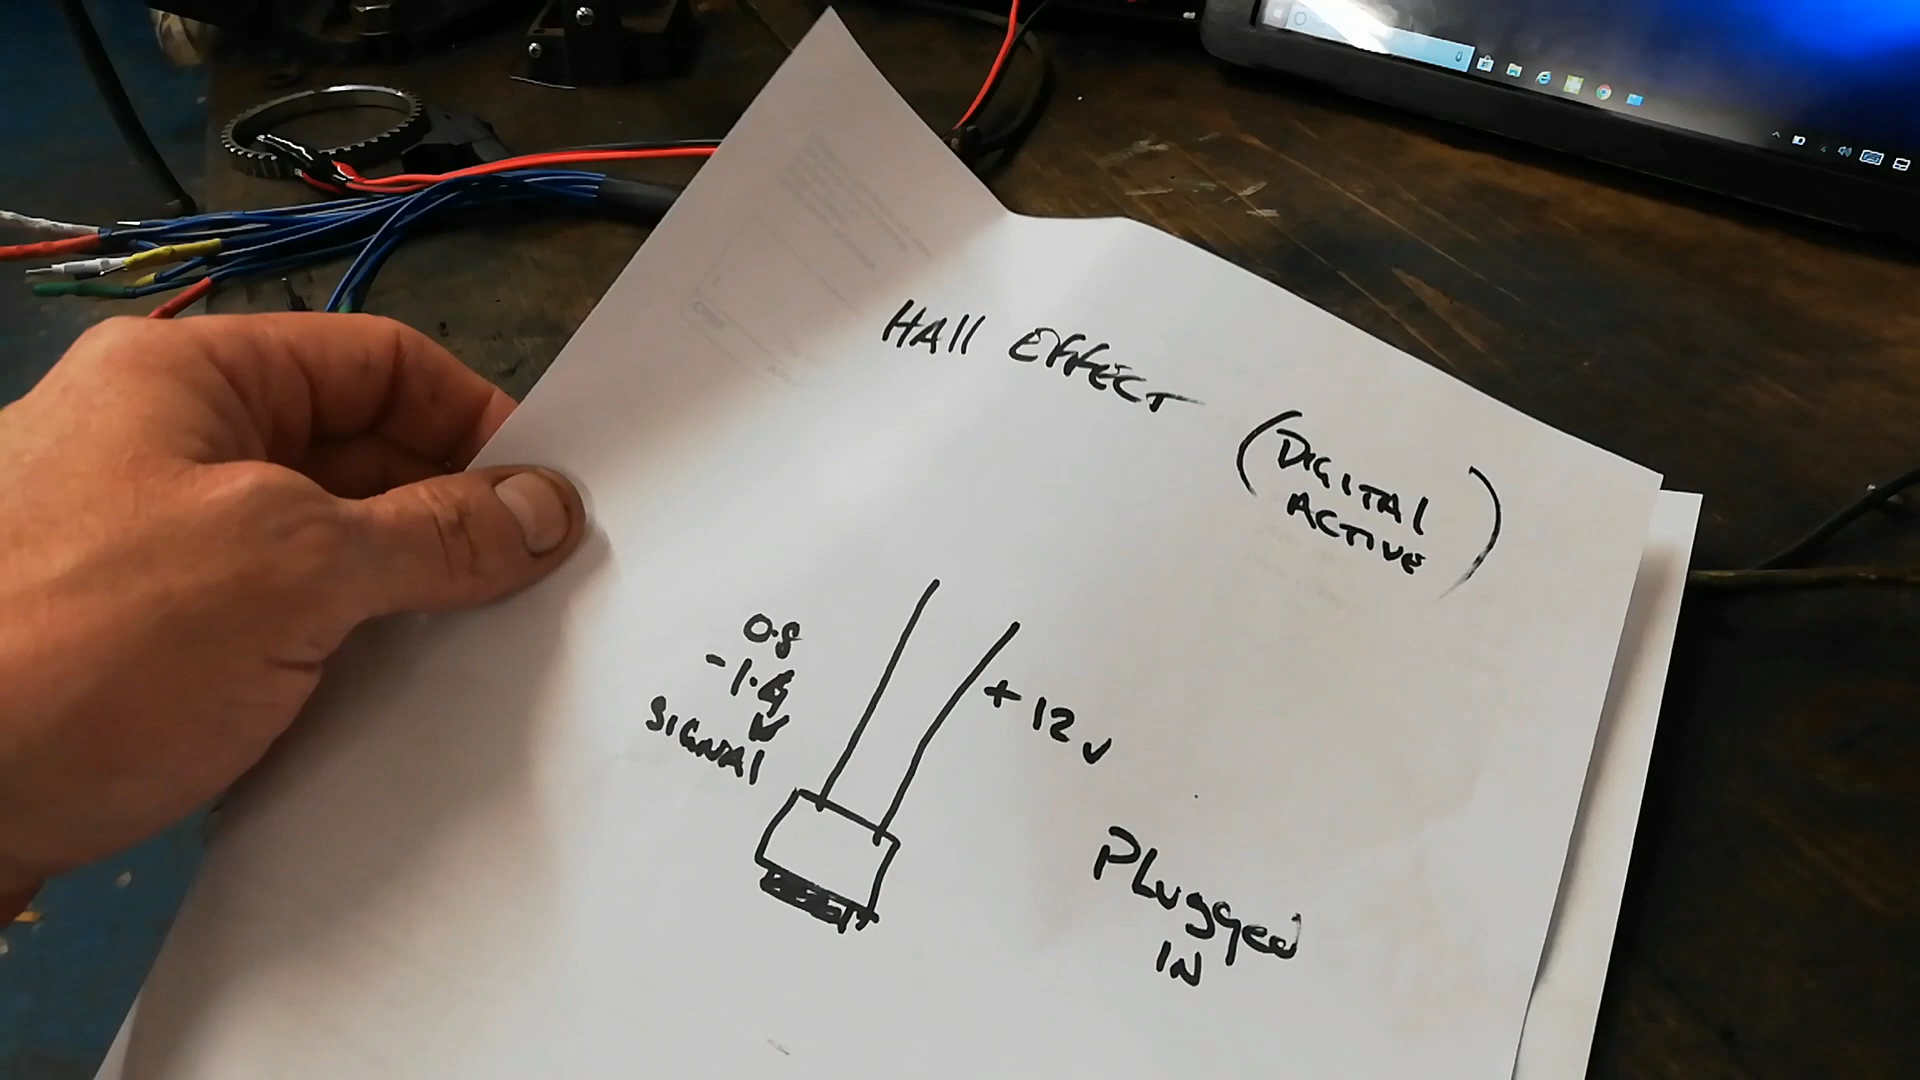 HAll EFFECT
(DIGITAl
ACTIVE)
0.8
-1.4
V
SIGNAl
+12v
Plugged
IN